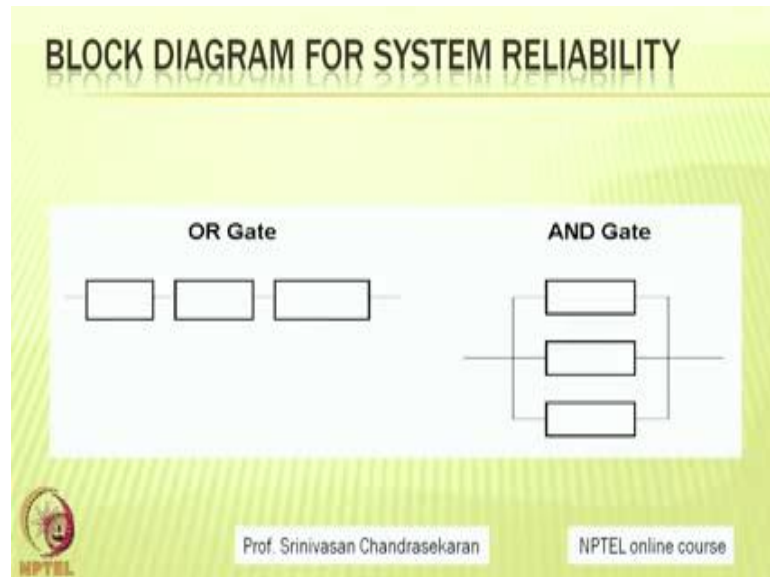 BLOCK DIAGRAM FOR SYSTEM RELIABILITY
OR Gate
AND Gate
NPTEL
Prof. Srinivasan Chandrasekaran
NPTEL online course